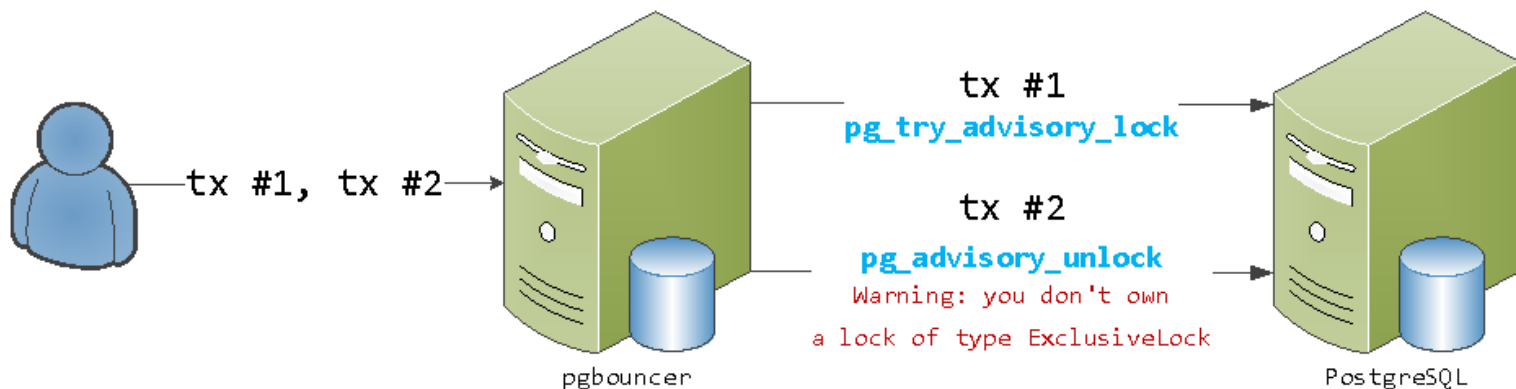 tx #1, tx #2
tx #1
pg_try_advisory_lock
tx #2
pg_advisory_unlock
Warning: you don't own
a lock of type ExclusiveLock
pgbouncer
PostgreSQL